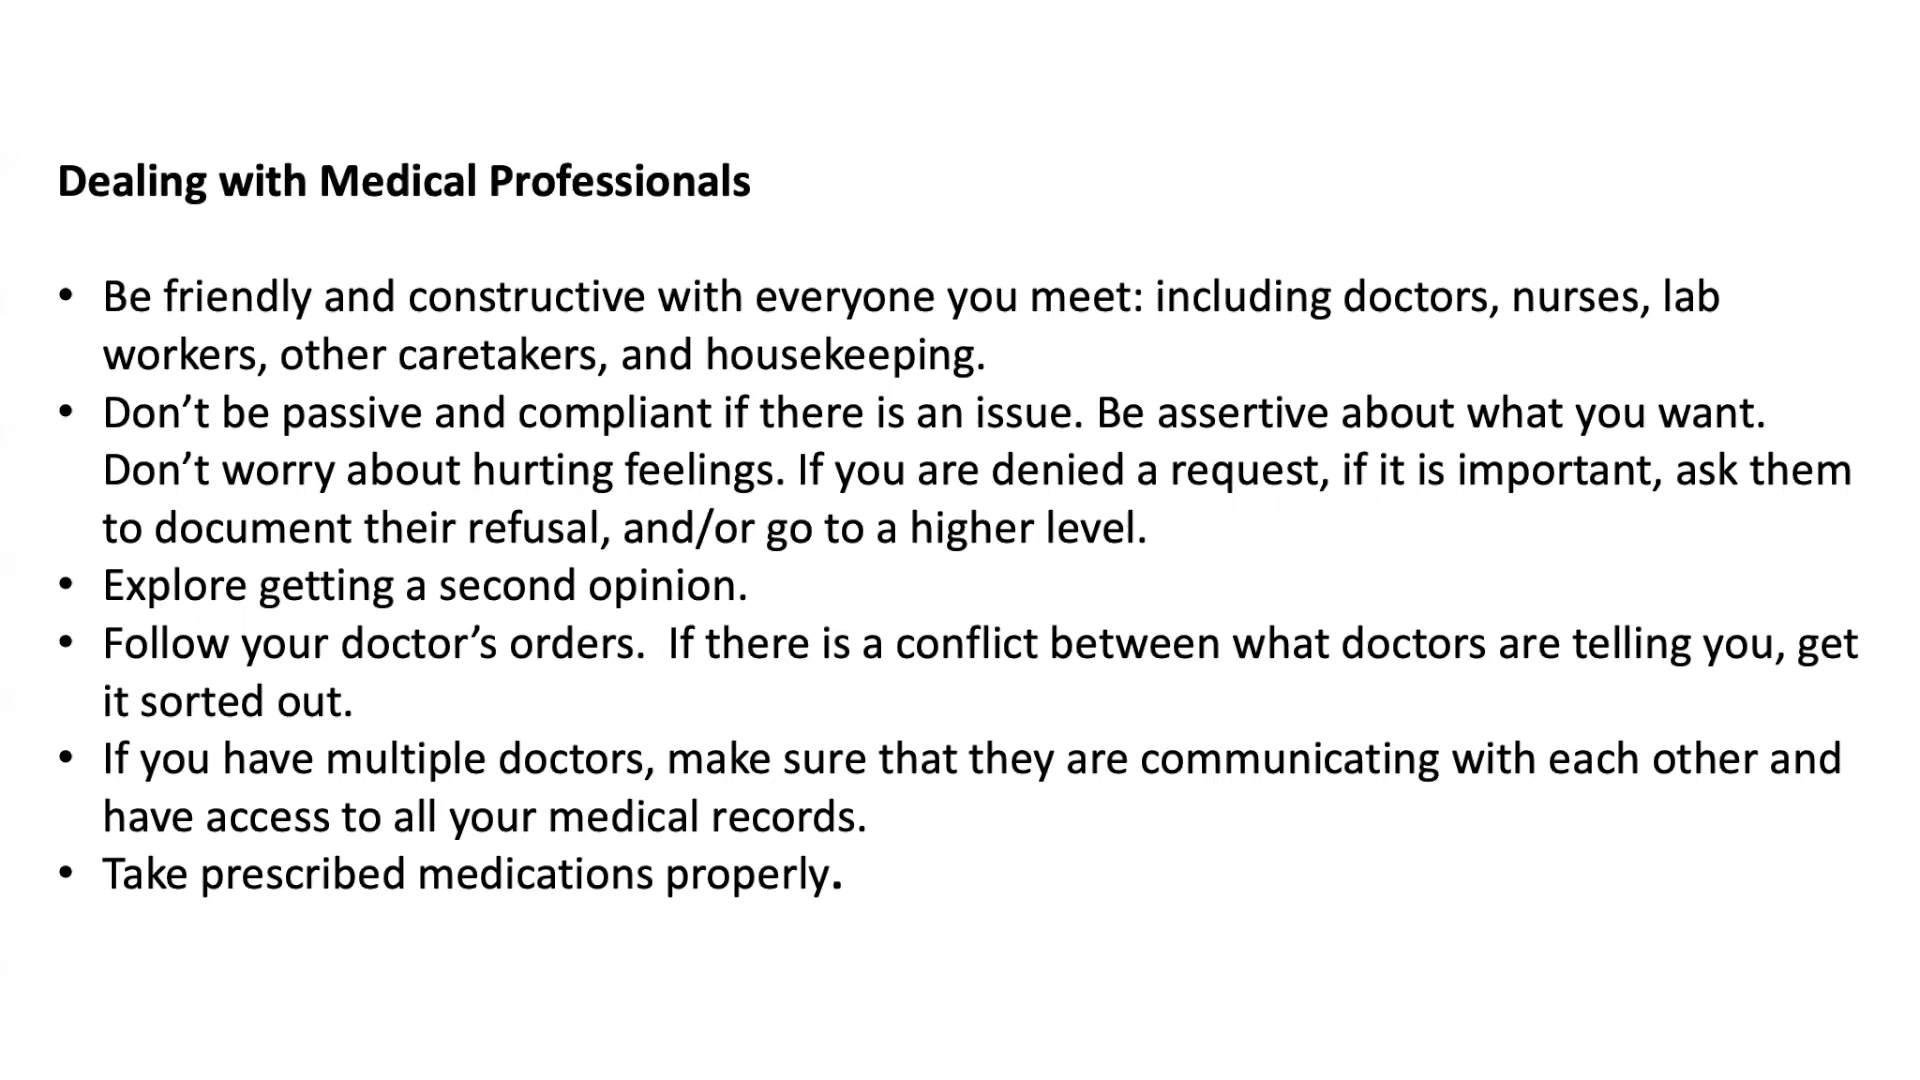 Dealing with Medical Professionals
• Be friendly and constructive with everyone you meet: including doctors, nurses, lab
workers, other caretakers, and housekeeping.
• Don’t be passive and compliant if there is an issue. Be assertive about what you want.
Don’t worry about hurting feelings. If you are denied a request, if it is important, ask them
to document their refusal, and/or go to a higher level.
• Explore getting a second opinion.
• Follow your doctor’s orders.  If there is a conflict between what doctors are telling you, get
it sorted out.
• If you have multiple doctors, make sure that they are communicating with each other and
have access to all your medical records.
• Take prescribed medications properly.